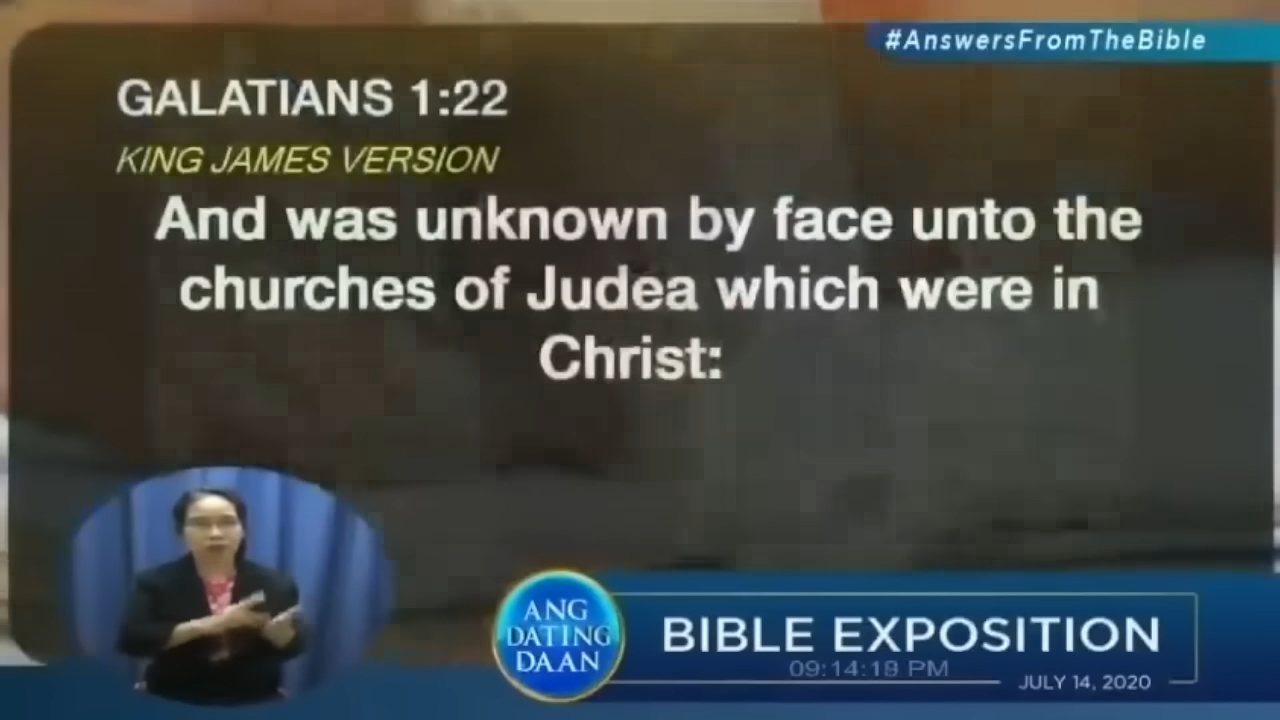 #AnswersFromTheBible
GALATIANS 1:22
KING JAMES VERSION
And was unknown by face unto the
churches of Judea which were in
Christ:
ANG
DATING
DAAN
BIBLE EXPOSITION
09:14:19 PM
JULY 14, 2020